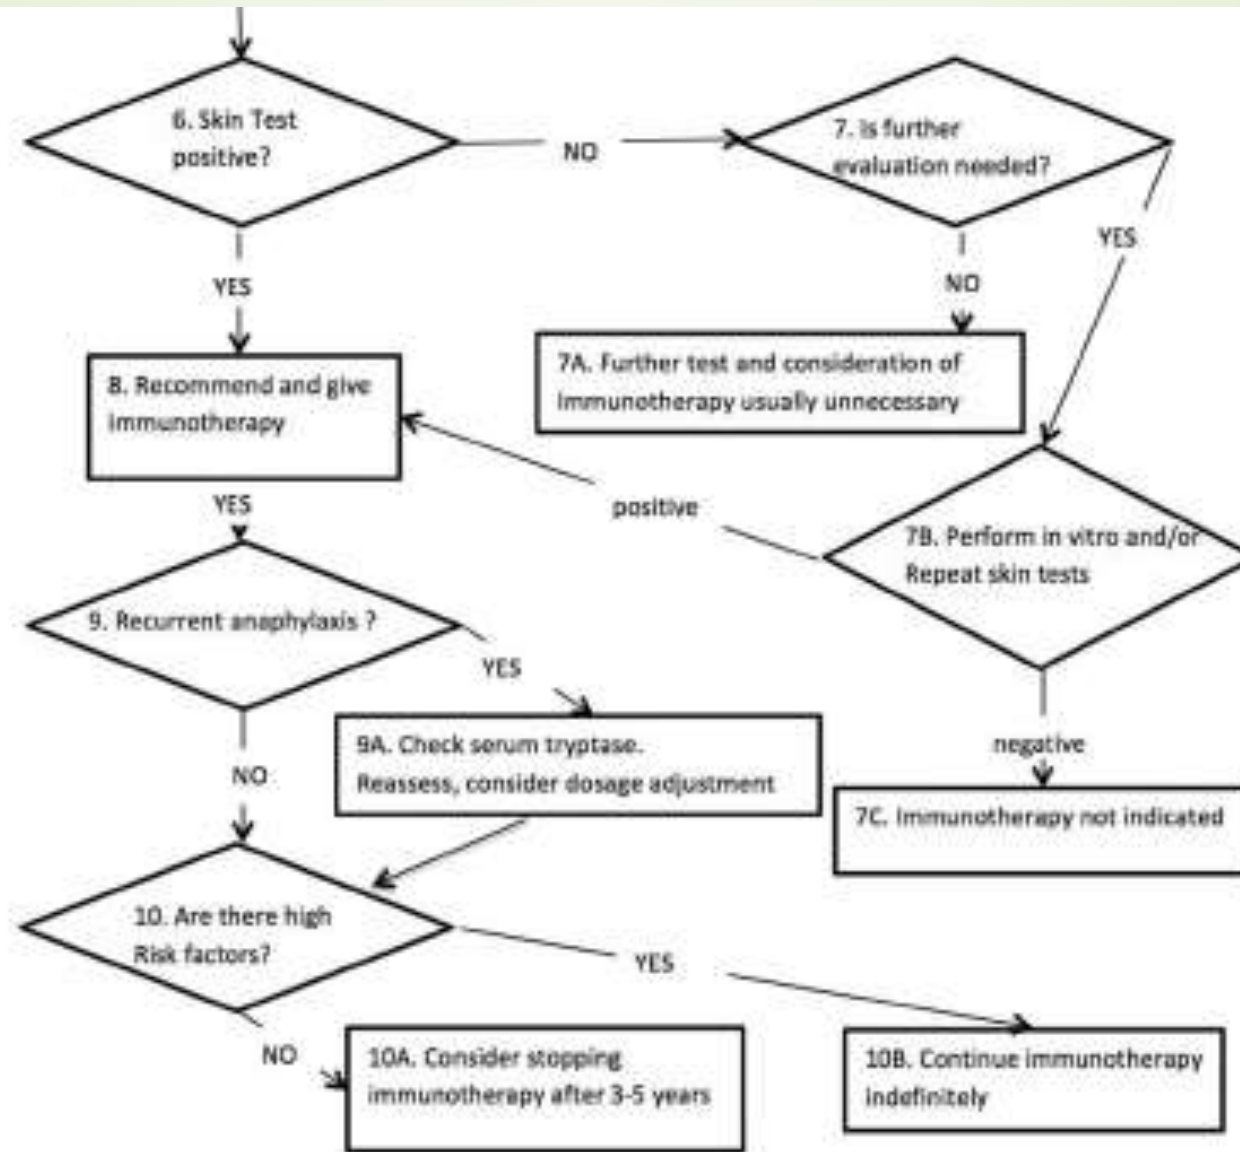 6. Skin Test
positive?
NO
7. Is further
evaluation needed?
YES
YES
NO
8. Recommend and give
Immunotherapy
7A. Further test and consideration of
Immunotherapy usually unnecessary
positive
7B. Perform in vitro and/or
Repeat skin tests
YES
9. Recurrent anaphylaxis ?
YES
9A. Check serum tryptase.
Reassess, consider dosage adjustment
negative
NO
7C. Immunotherapy not indicated
10. Are there high
Risk factors?
YES
NO
10A. Consider stopping
immunotherapy after 3-5 years
10B. Continue immunotherapy
indefinitely